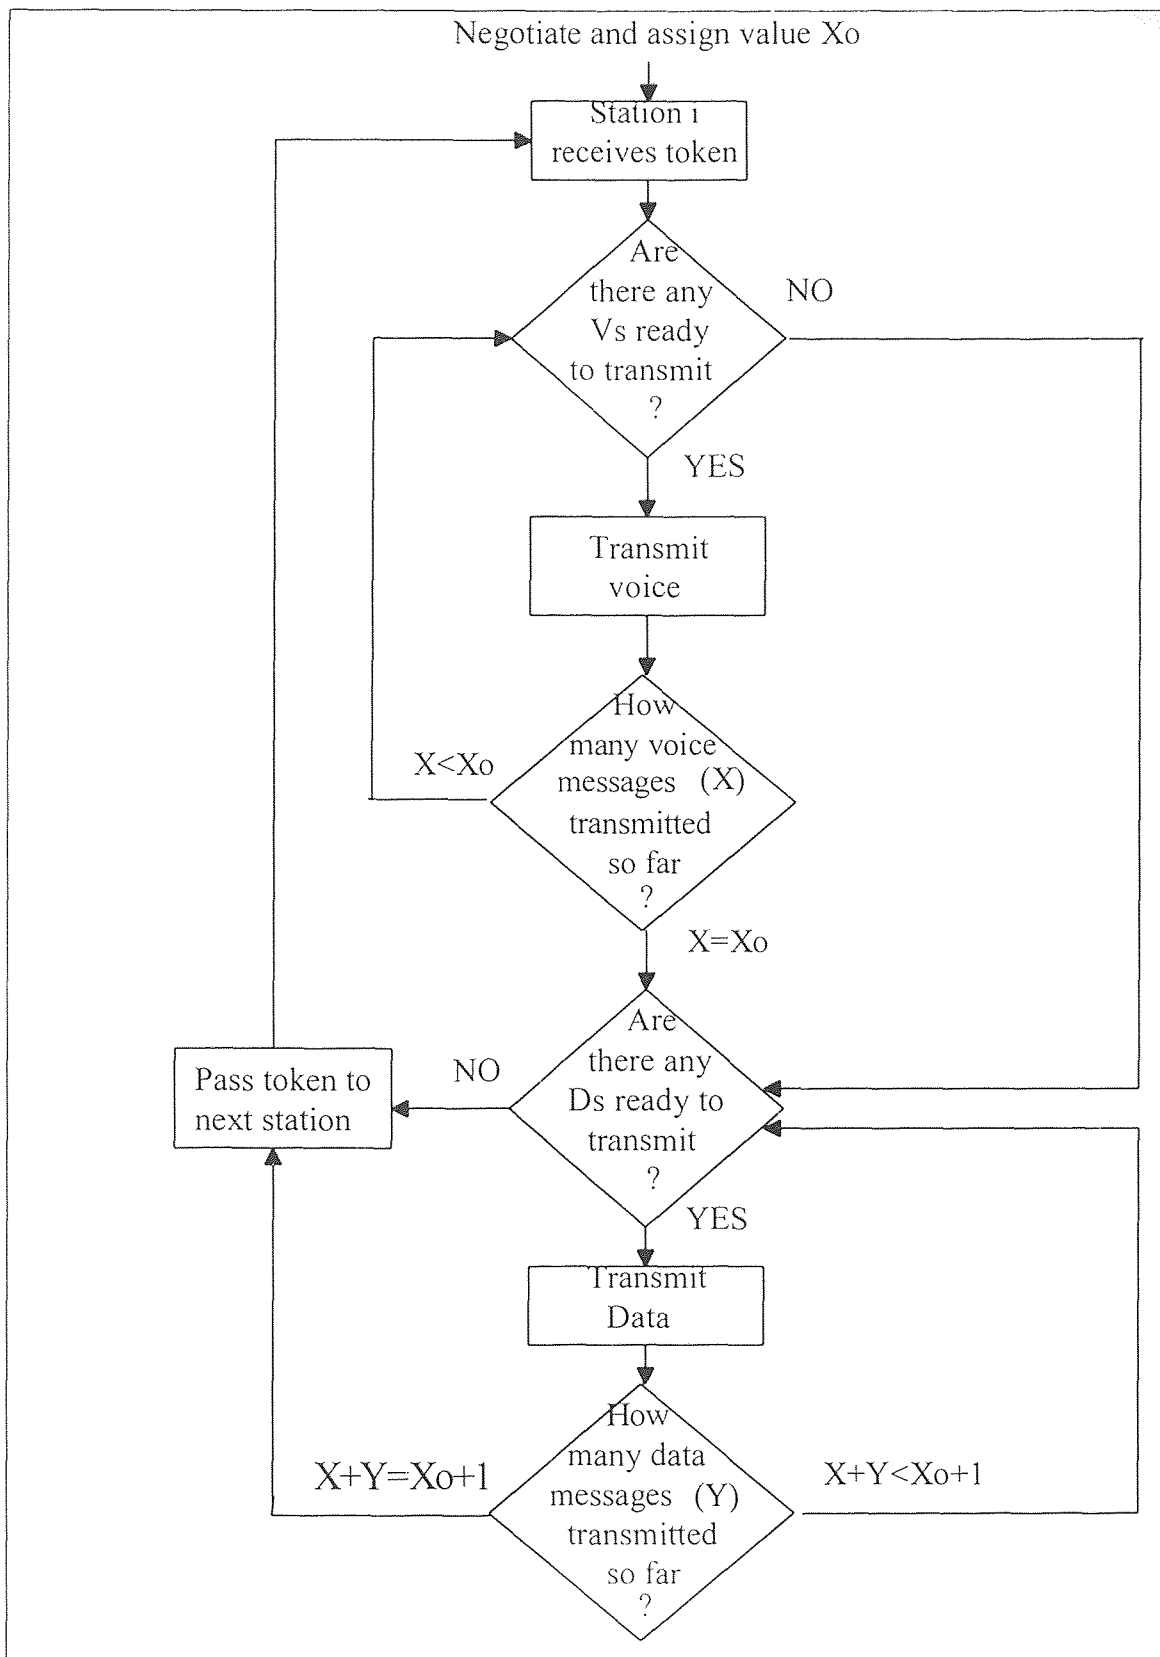 Negotiate and assign value Xo
Station i
receives token
Are
there any
Vs ready
to transmit
?
NO
YES
Transmit
voice
How
many voice
messages (X)
transmitted
so far
?
X<Xo
X=Xo
Are
there any
Ds ready to
transmit
?
NO
Pass token to
next station
YES
Transmit
Data
How
many data
messages (Y)
transmitted
so far
?
X+Y=Xo+1
X+Y<Xo+1